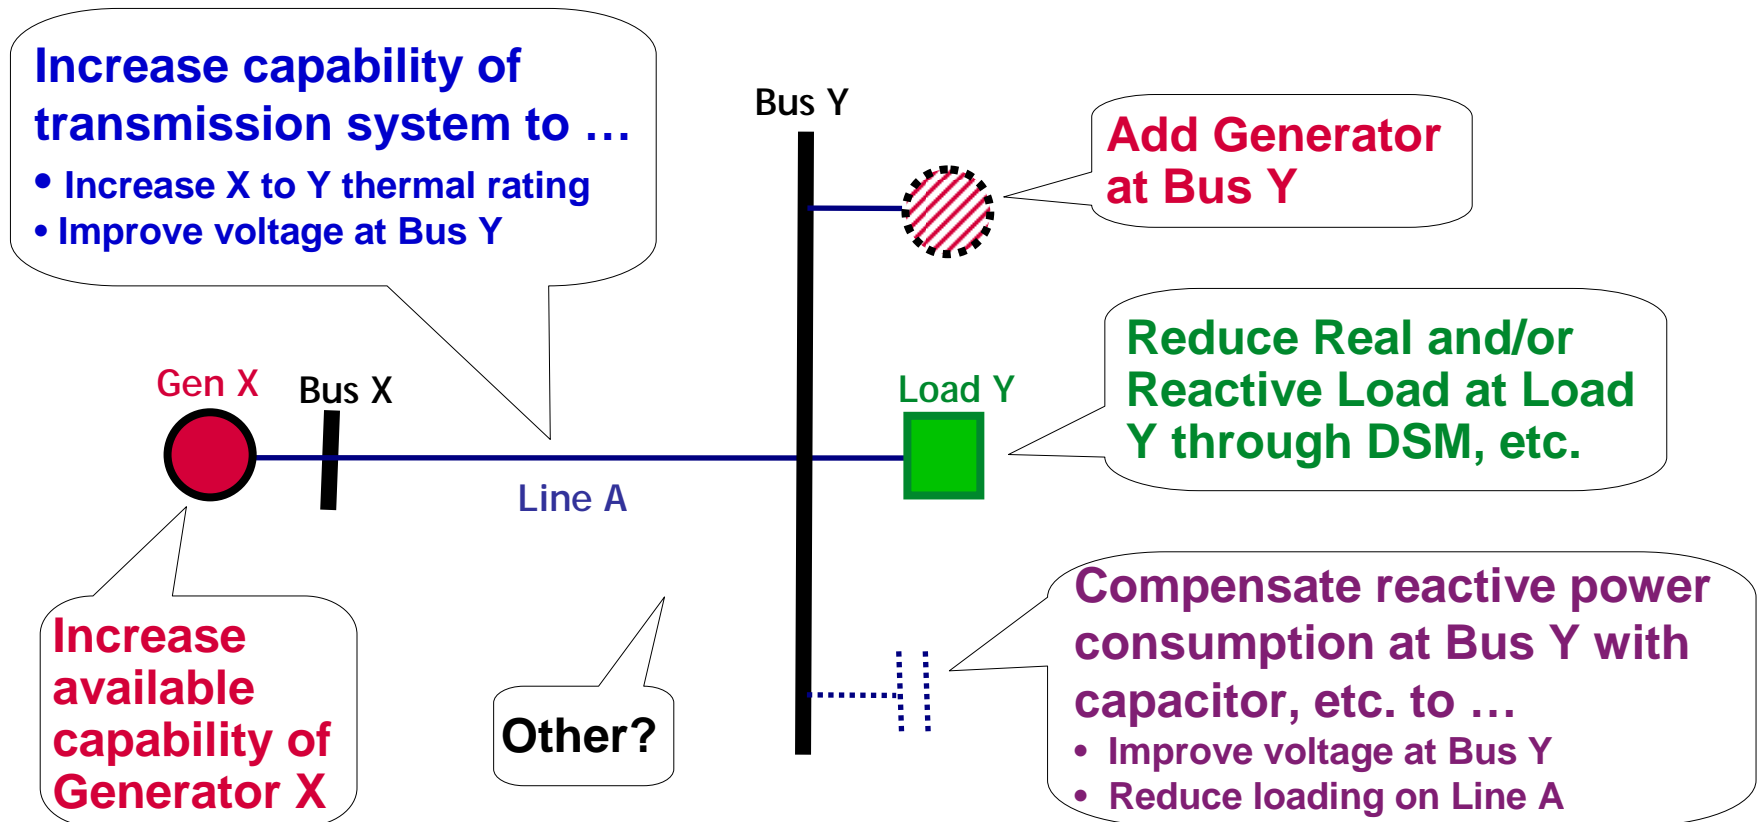 Increase capability of
transmission system to …
• Increase X to Y thermal rating
• Improve voltage at Bus Y
Bus Y
Add Generator
at Bus Y
Reduce Real and/or
Reactive Load at Load
Y through DSM, etc.
Gen X
Bus X
Load Y
Line A
Increase
available
capability of
Generator X
Other?
Compensate reactive power
consumption at Bus Y with
capacitor, etc. to …
• Improve voltage at Bus Y
• Reduce loading on Line A